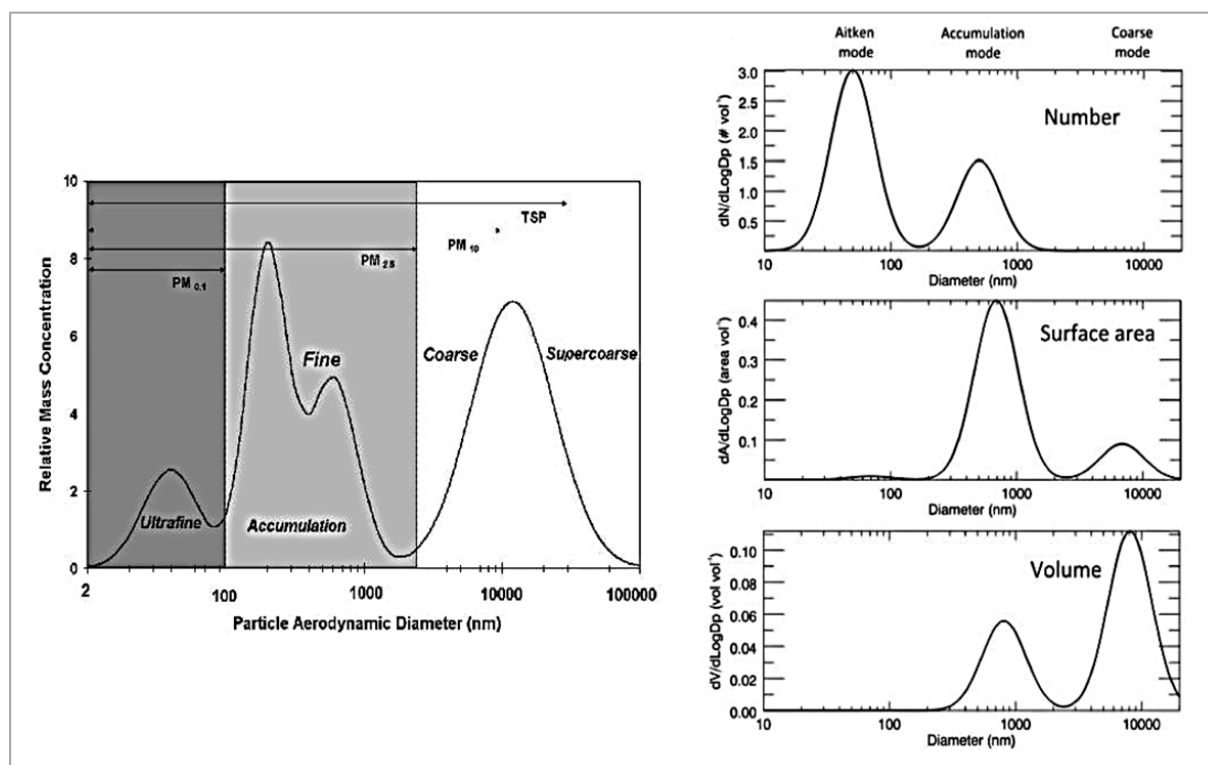 10
8
6
4
2
0
Relative Mass Concentration
TSP
PM 10
PM 2.5
PM 0.1
Fine
Coarse
Supercoarse
Ultrafine
Accumulation
2
100
1000
10000
100000
Particle Aerodynamic Diameter (nm)
Aitken
mode
Accumulation
mode
Coarse
mode
3.0
2.5
2.0
1.5
1.0
0.5
dN/dLogDp (# vol⁻¹)
Number
10
100
1000
10000
Diameter (nm)
0.4
0.3
0.2
0.1
dA/dLogDp (area vol⁻¹)
Surface area
10
100
1000
10000
Diameter (nm)
0.10
0.08
0.06
0.04
0.02
0.00
dV/dLogDp (vol vol⁻¹)
Volume
10
100
1000
10000
Diameter (nm)